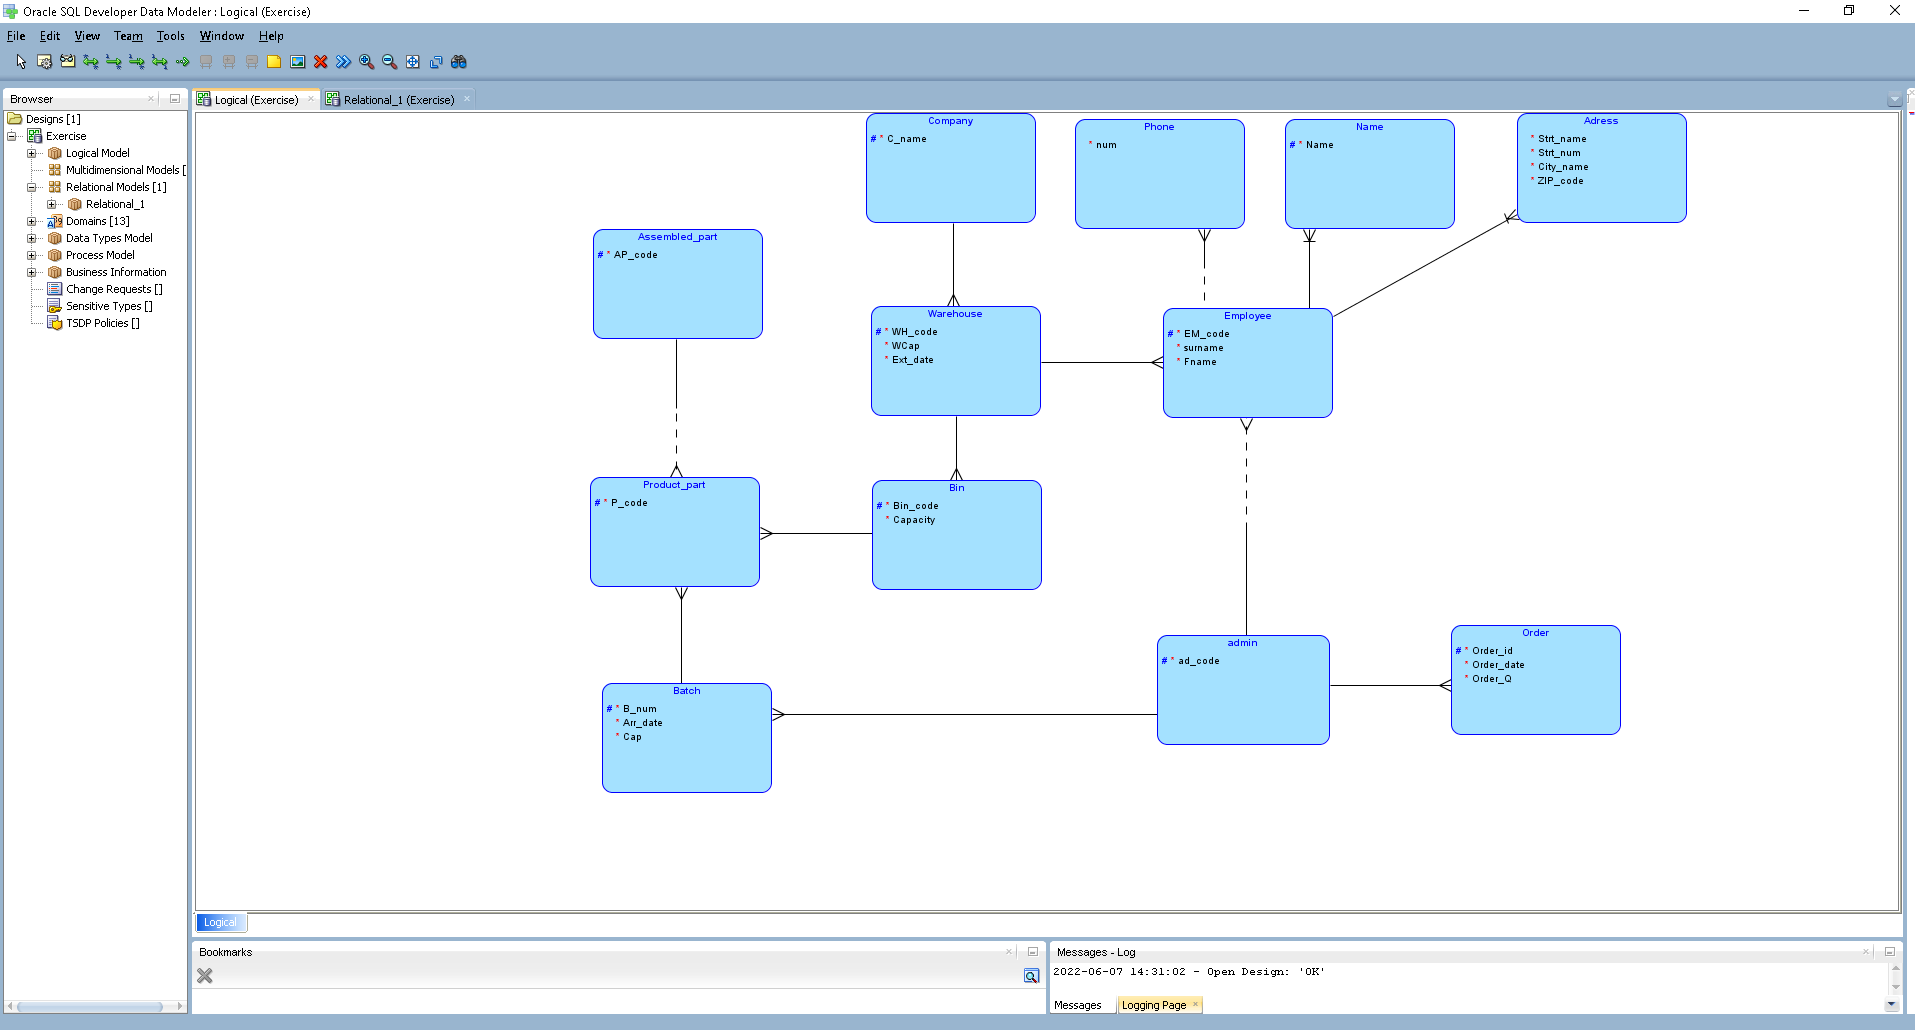 Oracle SQL Developer Data Modeler : Logical (Exercise)
File Edit View Team Tools Window Help
Browser
Designs [1]
Exercise
Logical Model
Multidimensional Models [
Relational Models [1]
Relational_1
Domains [13]
Data Types Model
Process Model
Business Information
Change Requests []
Sensitive Types []
TSDP Policies []
Logical (Exercise) Relational_1 (Exercise)
Company
# * C_name
Phone
* num
Name
# * Name
Adress
* Strt_name
* Strt_num
* City_name
* ZIP_code
Assembled_part
# * AP_code
Warehouse
# * WH_code
* WCap
* Ext_date
Employee
# * EM_code
* surname
* Fname
Product_part
# * P_code
Bin
# * Bin_code
* Capacity
admin
# * ad_code
Order
# * Order_id
* Order_date
* Order_Q
Batch
# * B_num
* Arr_date
* Cap
Logical
Bookmarks
Messages - Log
2022-06-07 14:31:02 - Open Design: 'OK'
Messages Logging Page